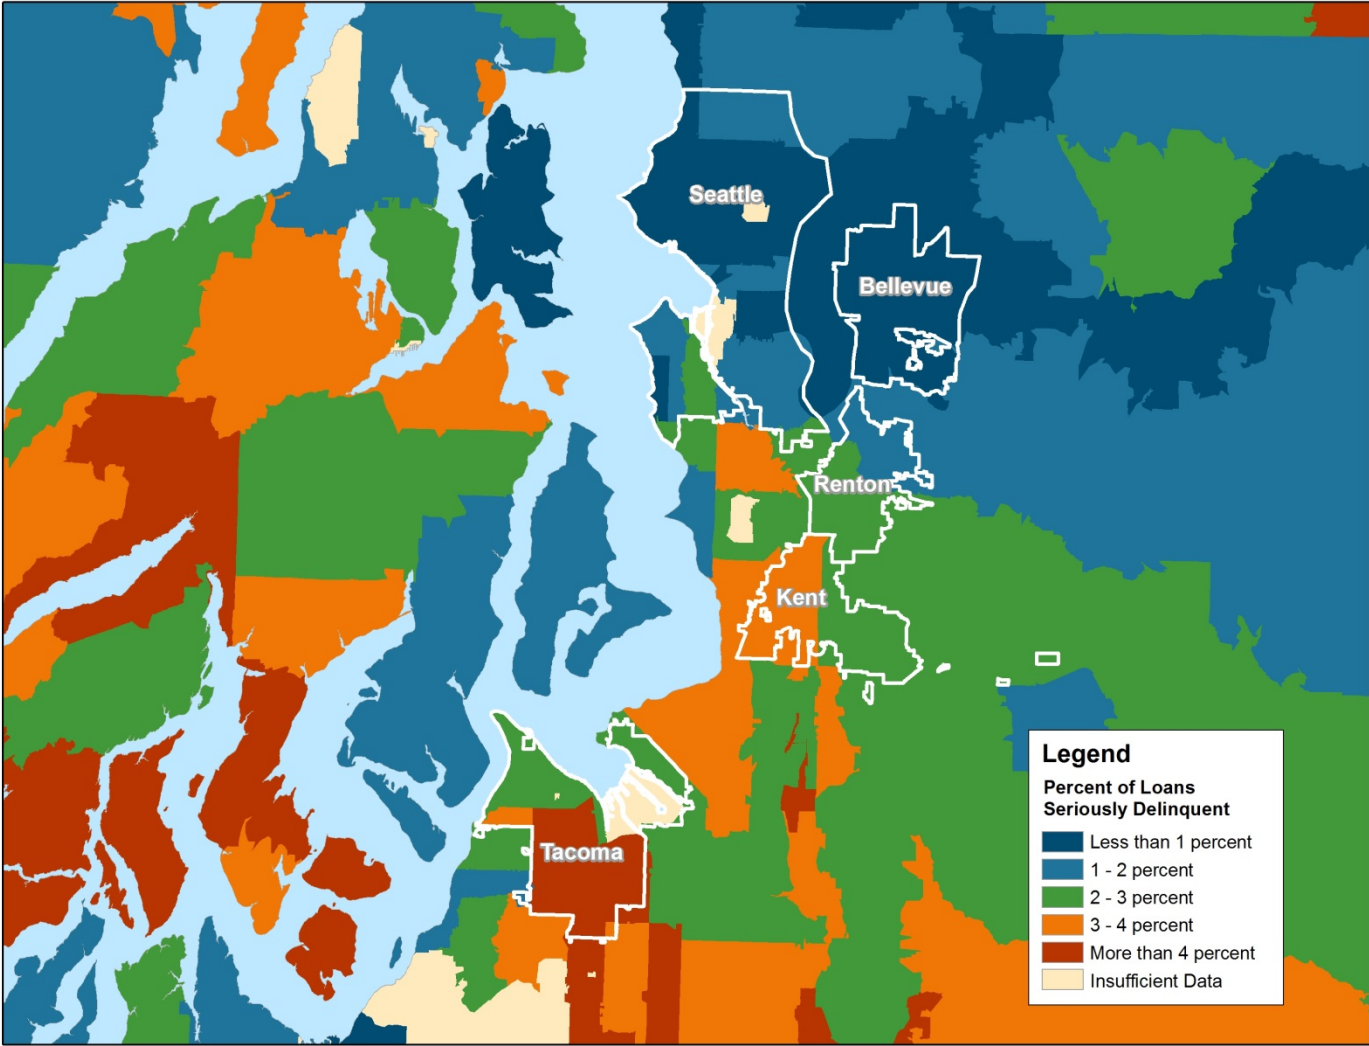 Seattle
Bellevue
Renton
Kent
Tacoma
Legend
Percent of Loans
Seriously Delinquent
Less than 1 percent
1 - 2 percent
2 - 3 percent
3 - 4 percent
More than 4 percent
Insufficient Data